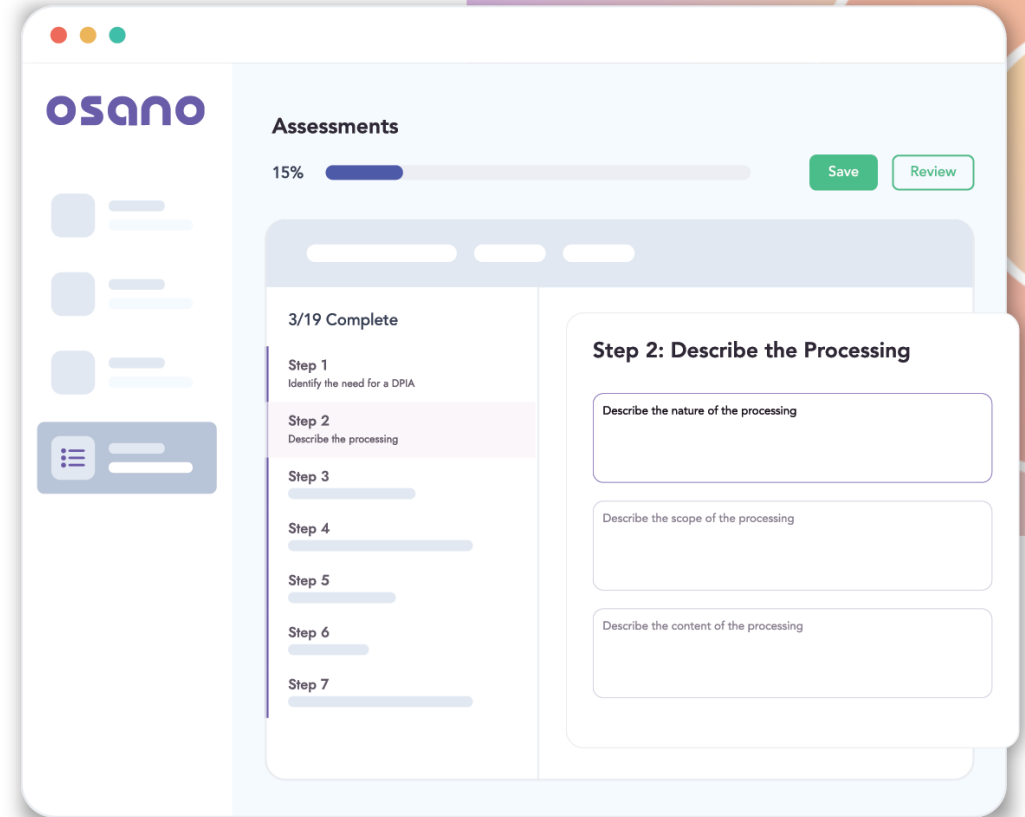 osano
Assessments
15%
Save
Review
3/19 Complete
Step 1
Identify the need for a DPIA
Step 2
Describe the processing
Step 3
Step 4
Step 5
Step 6
Step 7
Step 2: Describe the Processing
Describe the nature of the processing
Describe the scope of the processing
Describe the content of the processing